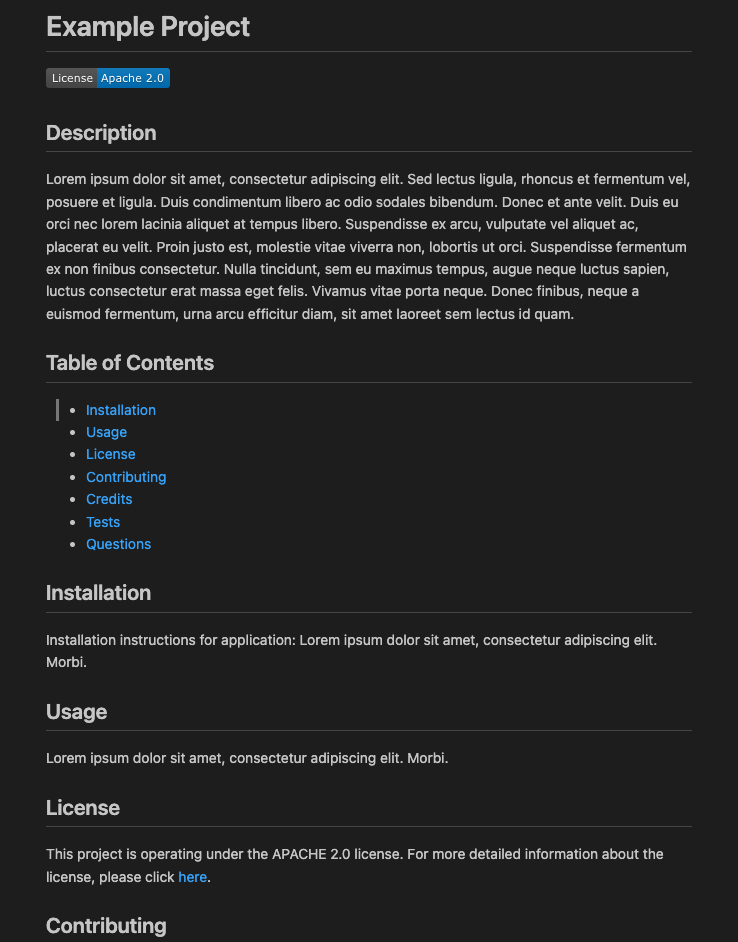 Example Project
License Apache 2.0
Description
Lorem ipsum dolor sit amet, consectetur adipiscing elit. Sed lectus ligula, rhoncus et fermentum vel,
posuere et ligula. Duis condimentum libero ac odio sodales bibendum. Donec et ante velit. Duis eu
orci nec lorem lacinia aliquet at tempus libero. Suspendisse ex arcu, vulputate vel aliquet ac,
placerat eu velit. Proin justo est, molestie vitae viverra non, lobortis ut orci. Suspendisse fermentum
ex non finibus consectetur. Nulla tincidunt, sem eu maximus tempus, augue neque luctus sapien,
luctus consectetur erat massa eget felis. Vivamus vitae porta neque. Donec finibus, neque a
euismod fermentum, urna arcu efficitur diam, sit amet laoreet sem lectus id quam.
Table of Contents
• Installation
• Usage
• License
• Contributing
• Credits
• Tests
• Questions
Installation
Installation instructions for application: Lorem ipsum dolor sit amet, consectetur adipiscing elit.
Morbi.
Usage
Lorem ipsum dolor sit amet, consectetur adipiscing elit. Morbi.
License
This project is operating under the APACHE 2.0 license. For more detailed information about the
license, please click here.
Contributing